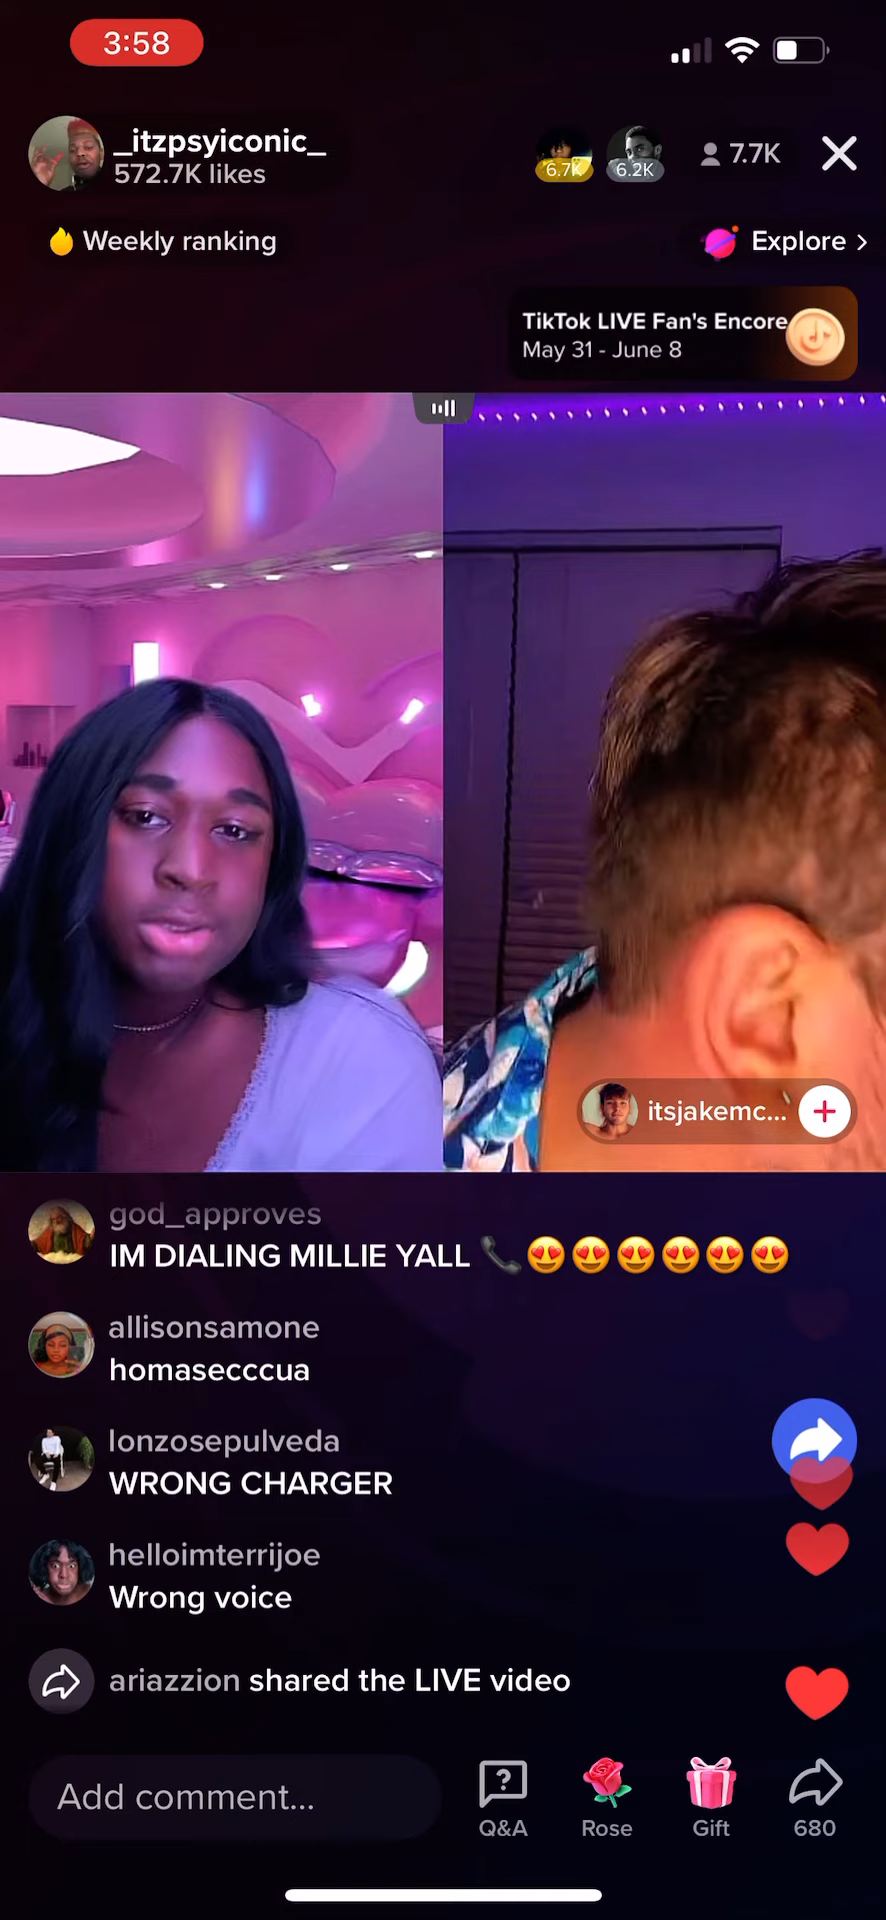 3:58
_itzpsyiconic_
572.7K likes
6.7K
6.2K
7.7K
Weekly ranking
Explore >
TikTok LIVE Fan's Encore
May 31 - June 8
itsjakemc...
god_approves
IM DIALING MILLIE YALL 📞😍😍😍😍😍😍
allisonsamone
homasecccua
lonzosepulveda
WRONG CHARGER
helloimterrijoe
Wrong voice
ariazzion shared the LIVE video
Add comment...
Q&A
Rose
Gift
680